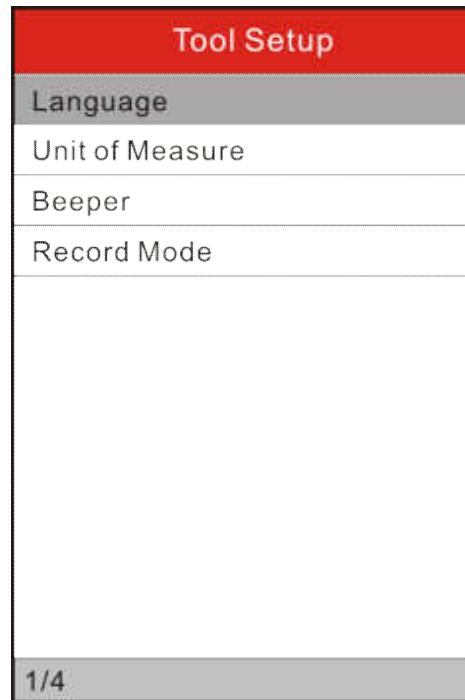 Tool Setup
Language
Unit of Measure
Beeper
Record Mode
1/4